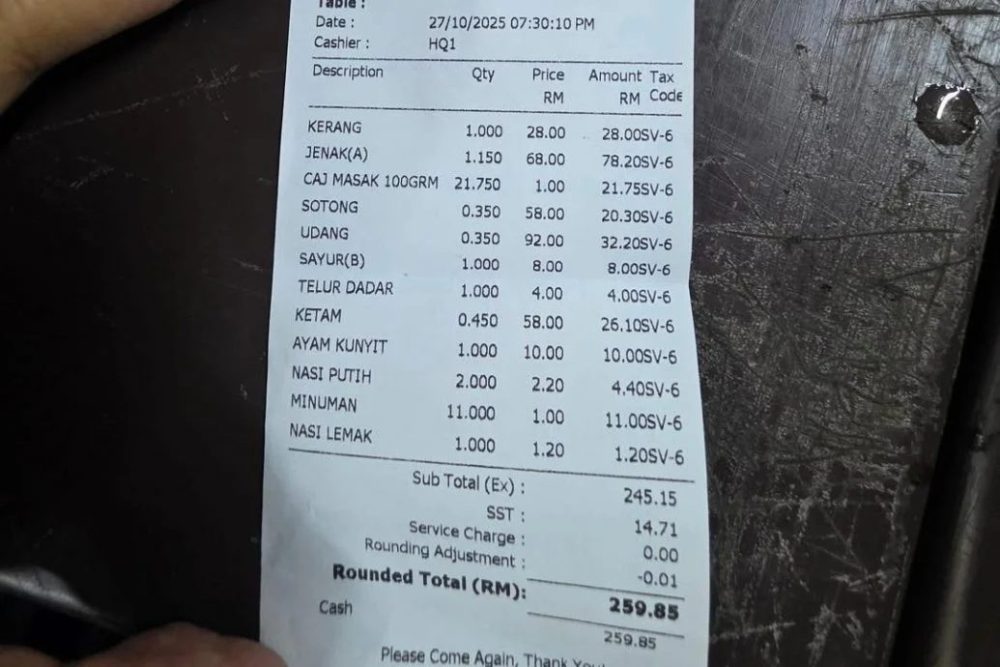 Table :
Date : 27/10/2025 07:30:10 PM
Cashier : HQ1
Description Qty Price Amount Tax
RM RM Code
KERANG 1.000 28.00 28.00SV-6
JENAK(A) 1.150 68.00 78.20SV-6
CAJ MASAK 100GRM 21.750 1.00 21.75SV-6
SOTONG 0.350 58.00 20.30SV-6
UDANG 0.350 92.00 32.20SV-6
SAYUR(B) 1.000 8.00 8.00SV-6
TELUR DADAR 1.000 4.00 4.00SV-6
KETAM 0.450 58.00 26.10SV-6
AYAM KUNYIT 1.000 10.00 10.00SV-6
NASI PUTIH 2.000 2.20 4.40SV-6
MINUMAN 11.000 1.00 11.00SV-6
NASI LEMAK 1.000 1.20 1.20SV-6
Sub Total (Ex) : 245.15
SST : 14.71
Service Charge : 0.00
Rounding Adjustment : -0.01
Rounded Total (RM): 259.85
Cash 259.85
Please Come Again, Thank You!